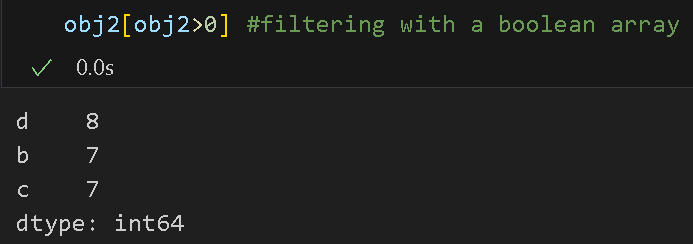 obj2[obj2>0] #filtering with a boolean array
0.0s
d 8
b 7
c 7
dtype: int64